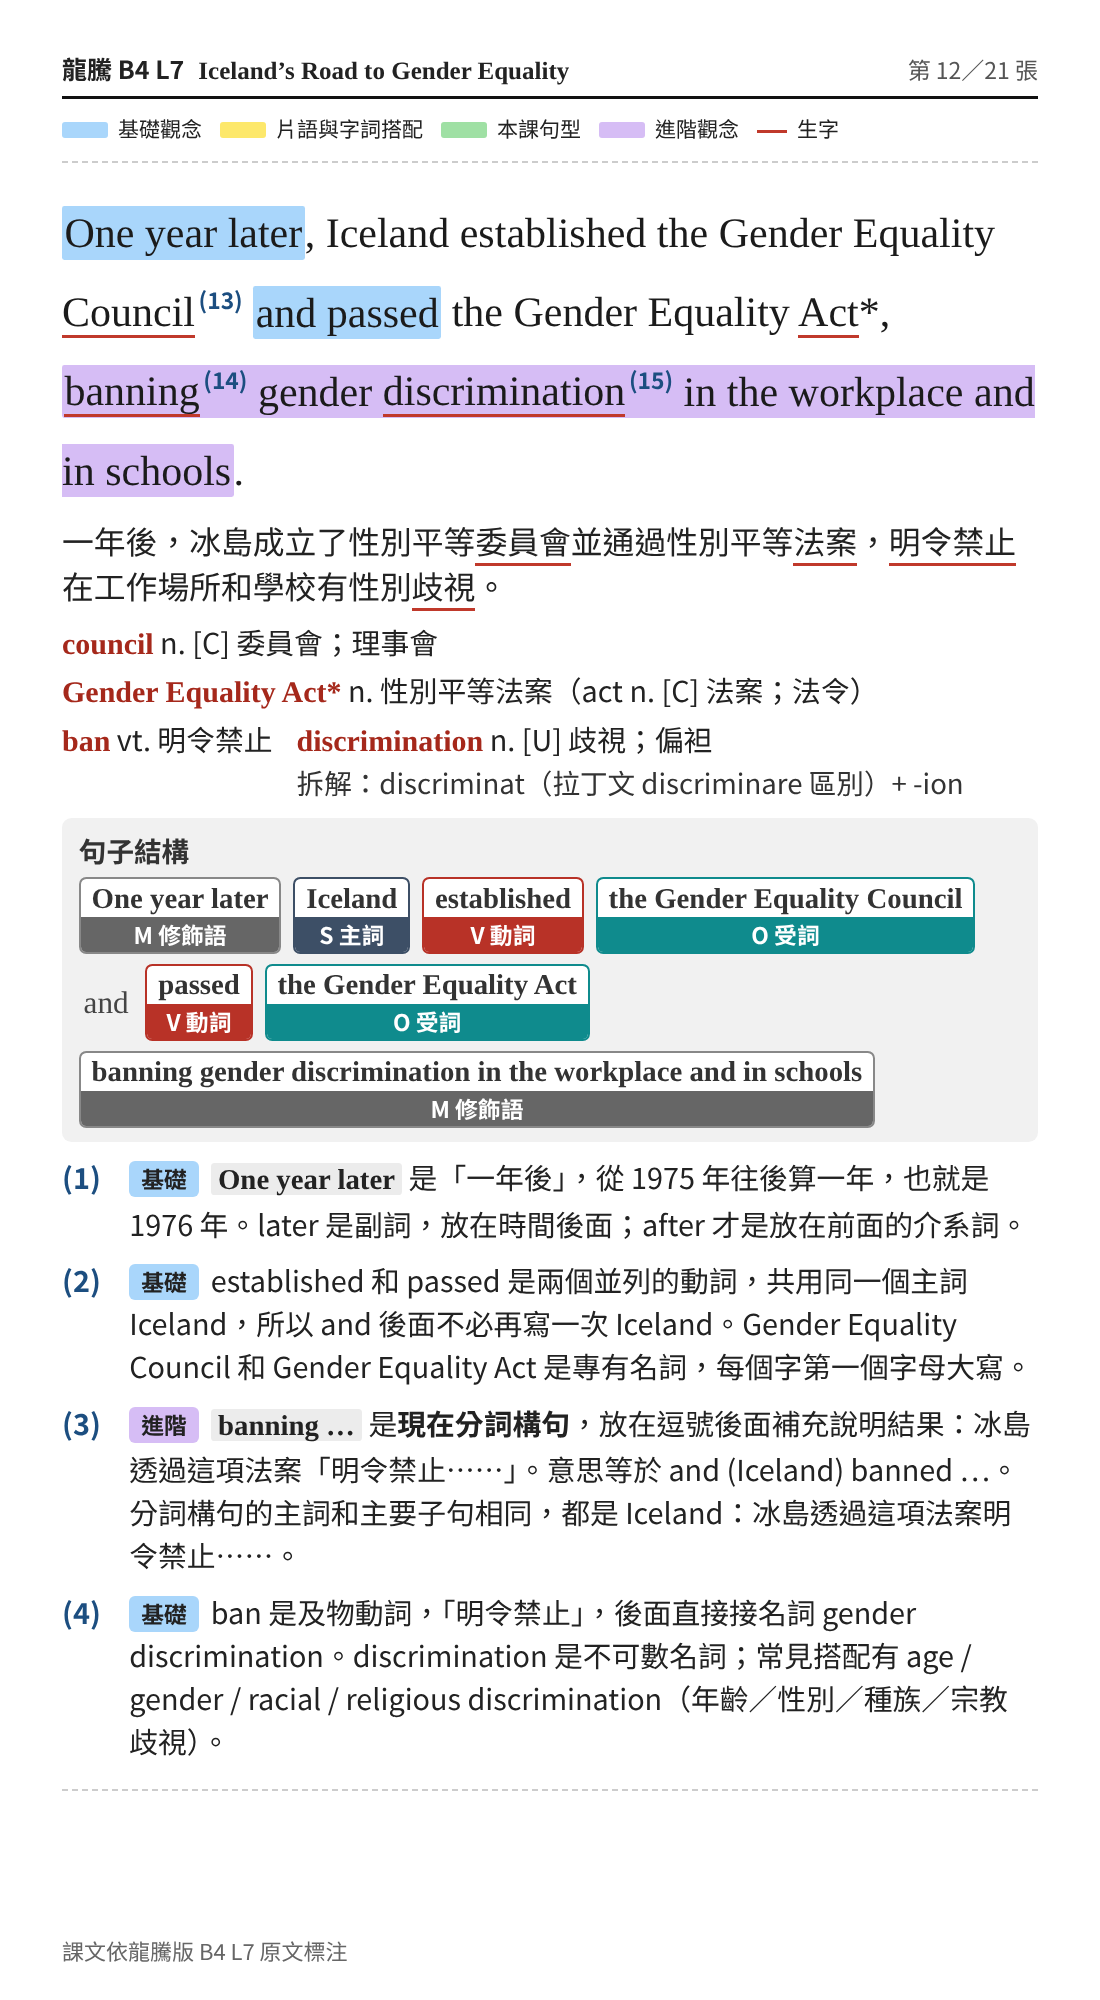 龍騰 B4 L7 Iceland’s Road to Gender Equality 第 12／21 張
基礎觀念 片語與字詞搭配 本課句型 進階觀念 生字
One year later, Iceland established the Gender Equality
Council(13) and passed the Gender Equality Act*,
banning(14) gender discrimination(15) in the workplace and
in schools.
一年後，冰島成立了性別平等委員會並通過性別平等法案，明令禁止
在工作場所和學校有性別歧視。
council n. [C] 委員會；理事會
Gender Equality Act* n. 性別平等法案（act n. [C] 法案；法令）
ban vt. 明令禁止 discrimination n. [U] 歧視；偏袒
拆解：discriminat（拉丁文 discriminare 區別）+ -ion
句子結構
One year later Iceland established the Gender Equality Council
M 修飾語 S 主詞 V 動詞 O 受詞
and passed the Gender Equality Act
V 動詞 O 受詞
banning gender discrimination in the workplace and in schools
M 修飾語
(1) 基礎 One year later 是「一年後」，從 1975 年往後算一年，也就是
1976 年。later 是副詞，放在時間後面；after 才是放在前面的介系詞。
(2) 基礎 established 和 passed 是兩個並列的動詞，共用同一個主詞
Iceland，所以 and 後面不必再寫一次 Iceland。Gender Equality
Council 和 Gender Equality Act 是專有名詞，每個字第一個字母大寫。
(3) 進階 banning … 是現在分詞構句，放在逗號後面補充說明結果：冰島
透過這項法案「明令禁止……」。意思等於 and (Iceland) banned …。
分詞構句的主詞和主要子句相同，都是 Iceland：冰島透過這項法案明
令禁止……。
(4) 基礎 ban 是及物動詞，「明令禁止」，後面直接接名詞 gender
discrimination。discrimination 是不可數名詞；常見搭配有 age /
gender / racial / religious discrimination（年齡／性別／種族／宗教
歧視）。
課文依龍騰版 B4 L7 原文標注